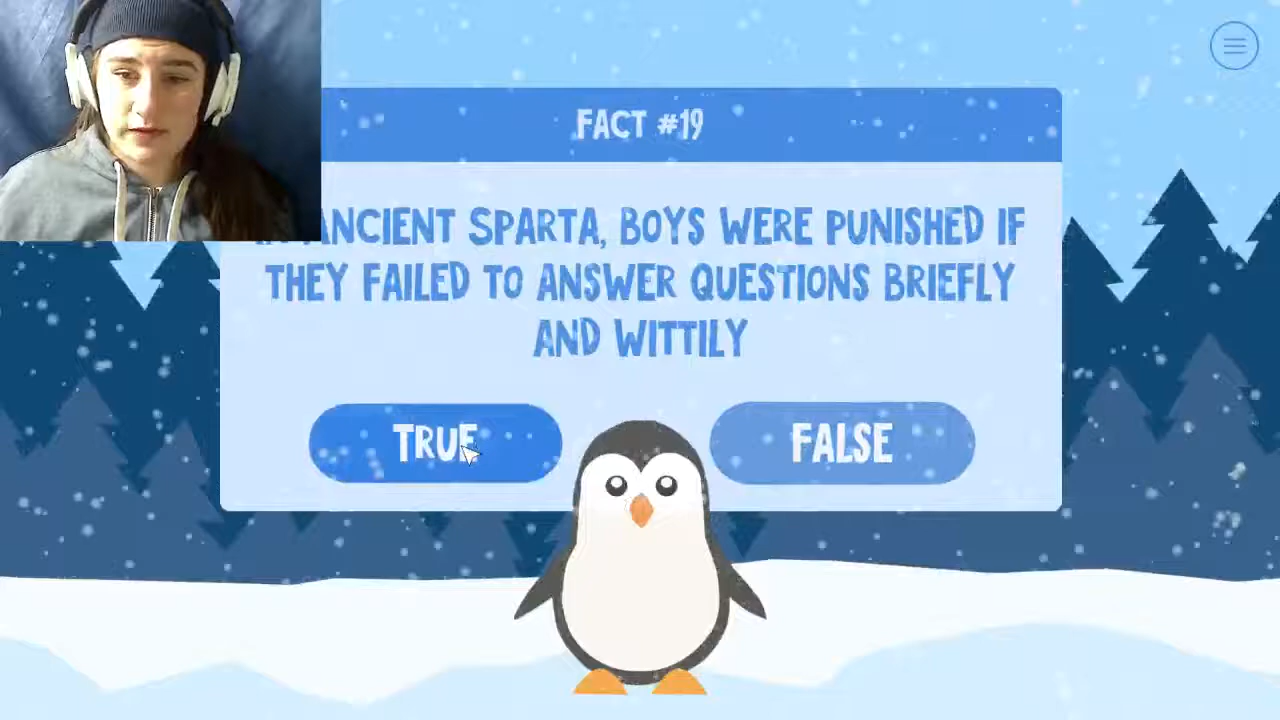 FACT #19
ANCIENT SPARTA, BOYS WERE PUNISHED IF
THEY FAILED TO ANSWER QUESTIONS BRIEFLY
AND WITTILY
TRUE
FALSE